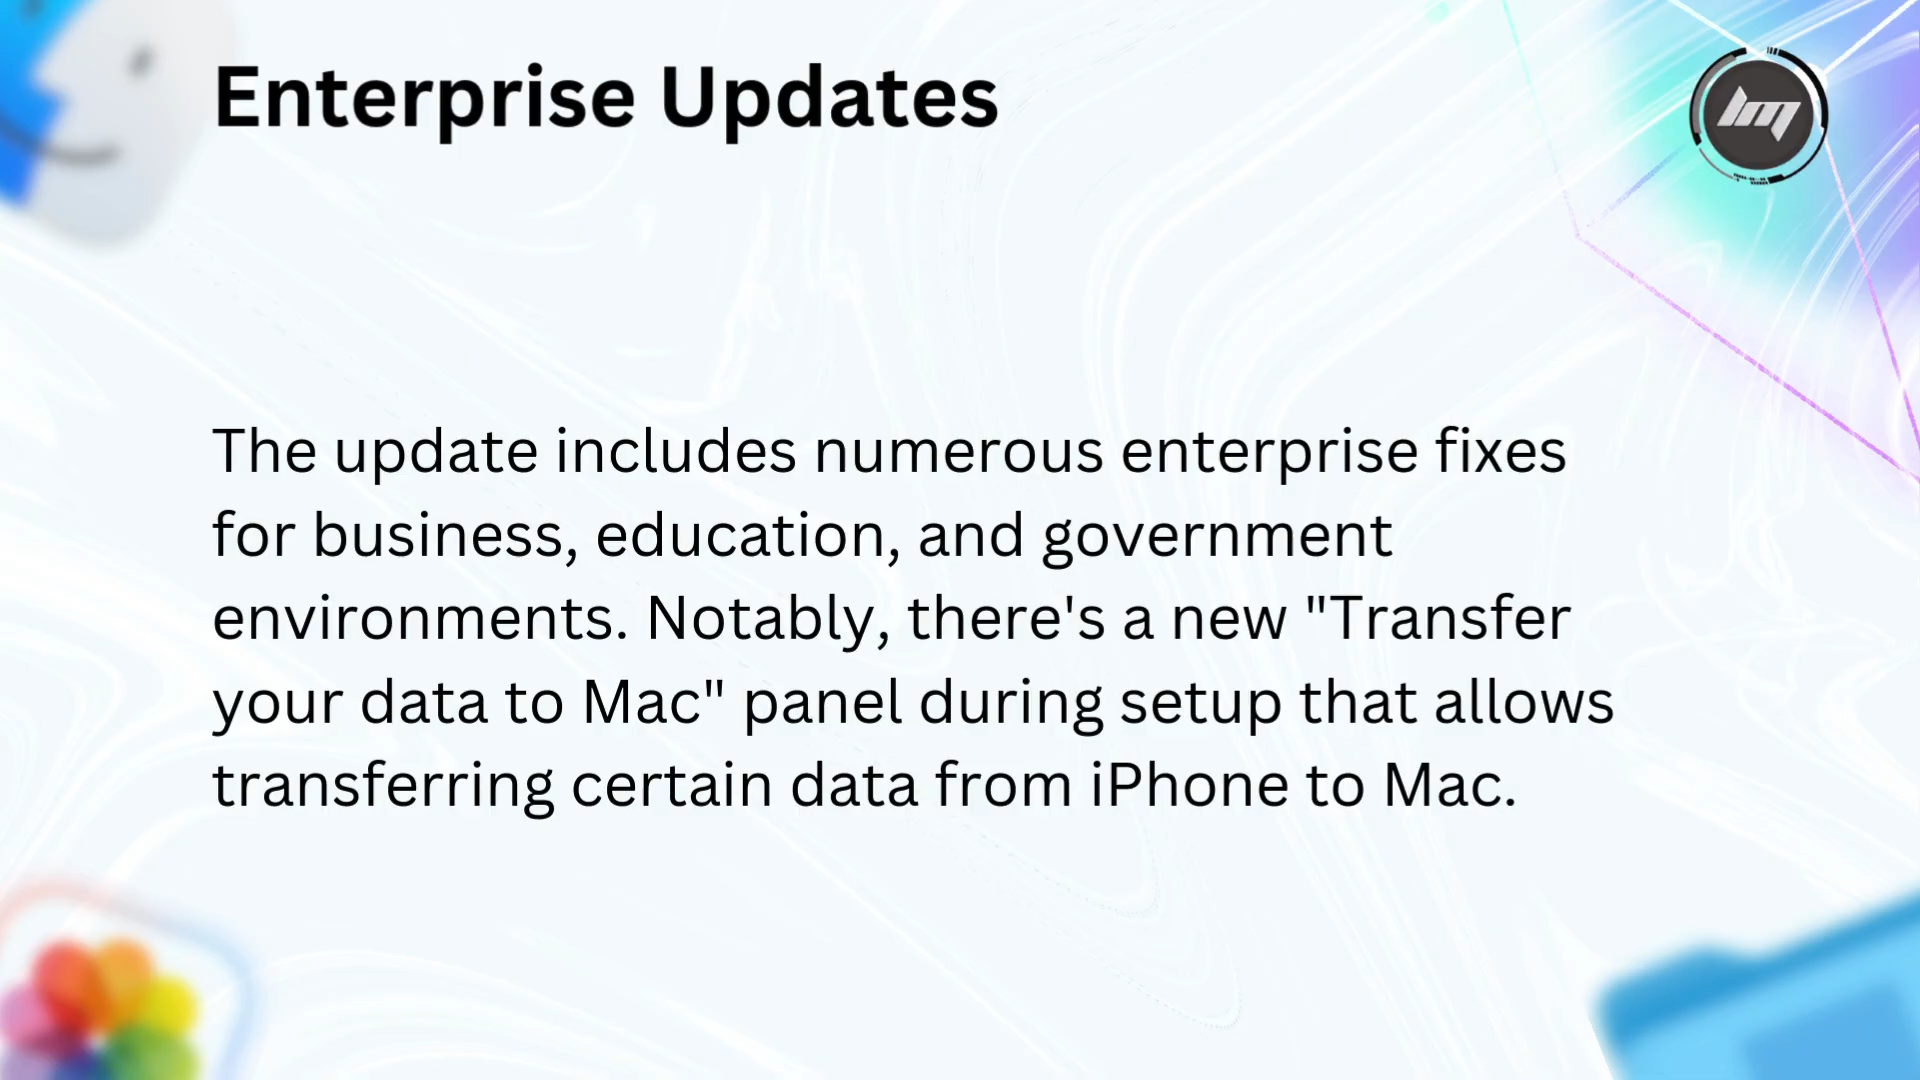 Enterprise Updates
lm
The update includes numerous enterprise fixes
for business, education, and government
environments. Notably, there's a new "Transfer
your data to Mac" panel during setup that allows
transferring certain data from iPhone to Mac.